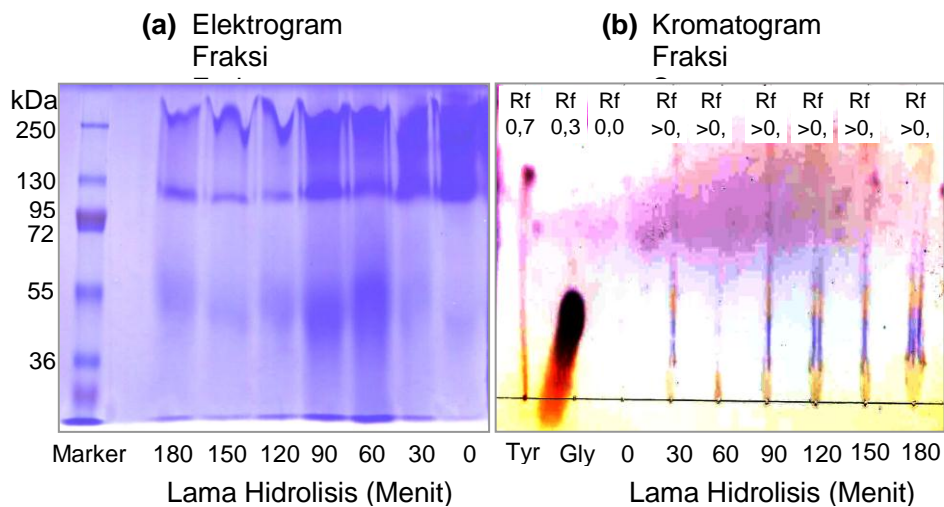 (a) Elektrogram
Fraksi
(b) Kromatogram
Fraksi
kDa
250
130
95
72
55
36
Marker 180 150 120 90 60 30 0
Lama Hidrolisis (Menit)
Rf Rf Rf Rf Rf Rf Rf Rf Rf
0,7 0,3 0,0 >0, >0, >0, >0, >0, >0,
Tyr Gly 0 30 60 90 120 150 180
Lama Hidrolisis (Menit)